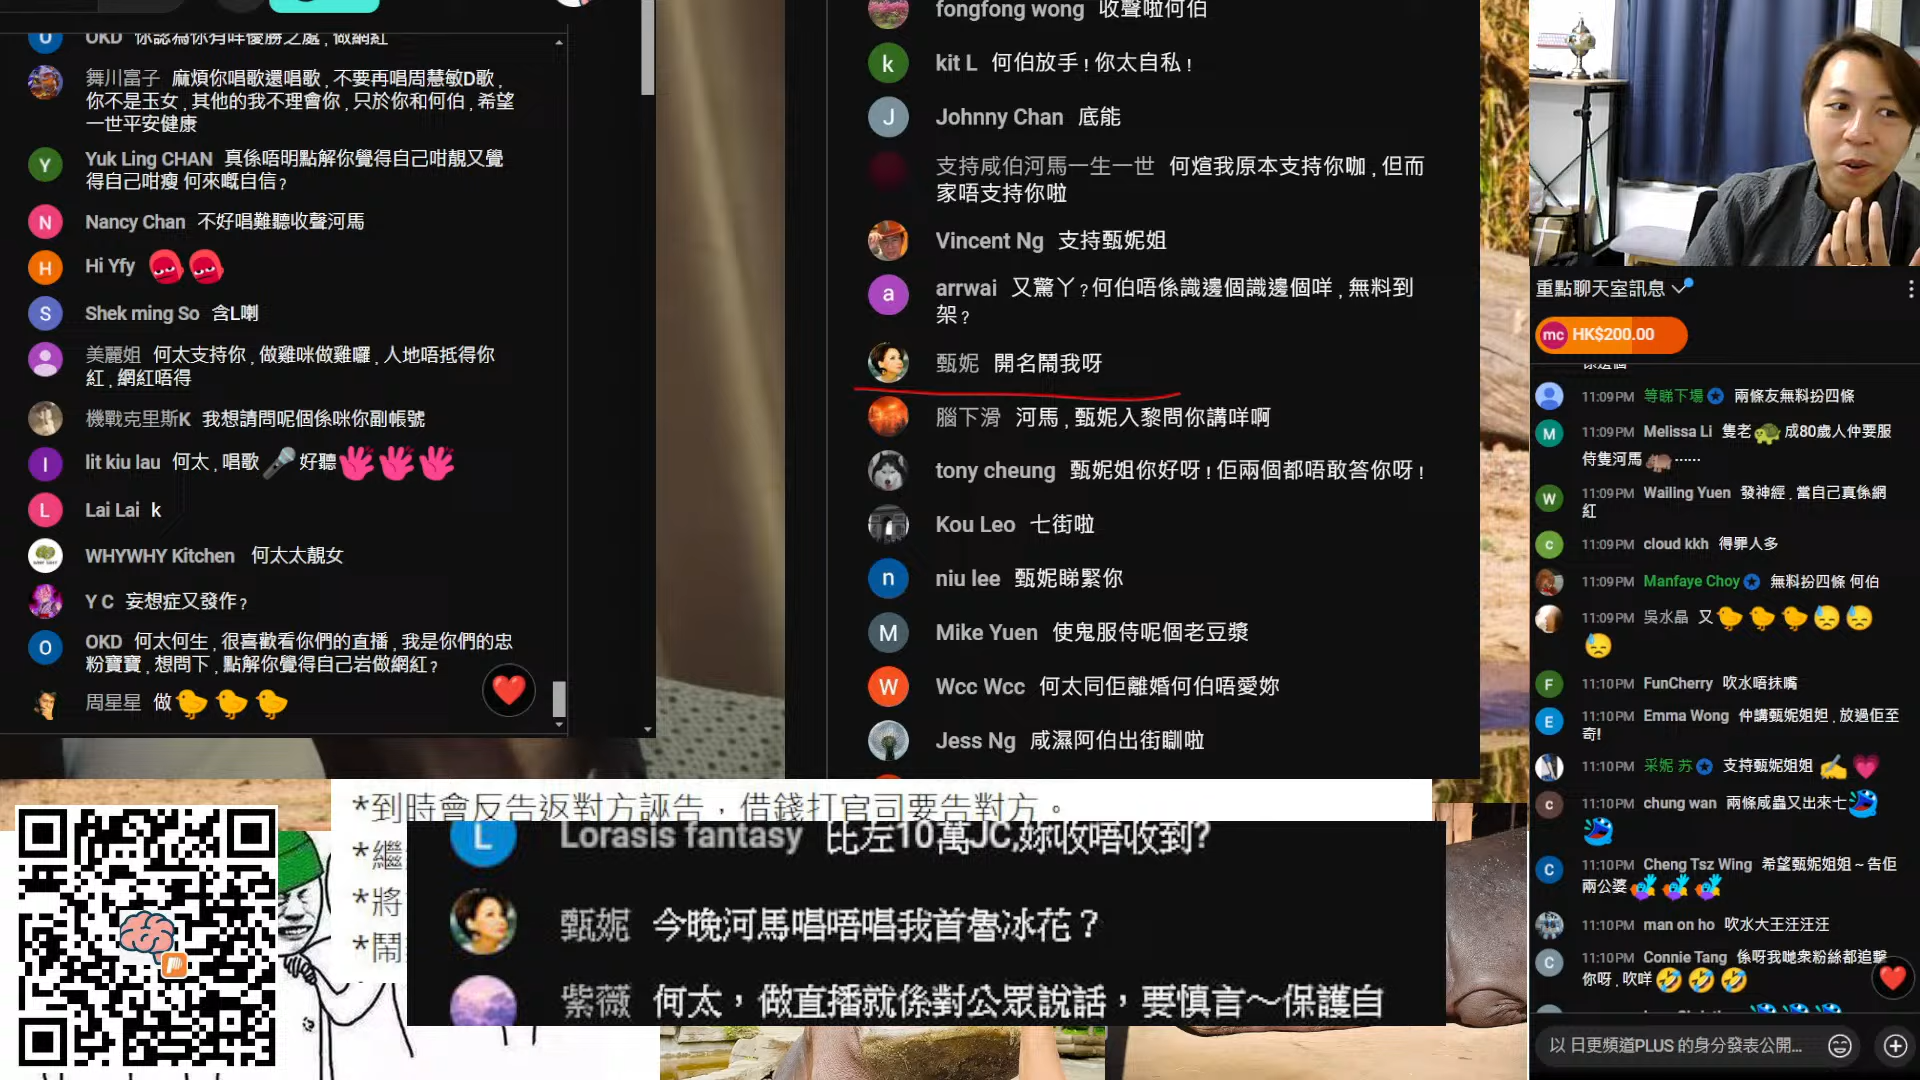 OKD 你認為你有咩優勝之處, 做網紅
舞川富子 麻煩你唱歌還唱歌, 不要再唱周慧敏D歌,
你不是玉女, 其他的我不理會你, 只於你和何伯, 希望
一世平安健康
Yuk Ling CHAN 真係唔明點解你覺得自己咁靚又覺
得自己咁瘦 何來嘅自信?
Nancy Chan 不好唱難聽收聲河馬
Hi Yfy
Shek ming So 含L喇
美麗姐 何太支持你, 做雞咪做雞囉, 人地唔抵得你
紅, 網紅唔得
機戰克里斯K 我想請問呢個係咪你副帳號
lit kiu lau 何太, 唱歌🎤好聽
Lai Lai k
WHYWHY Kitchen 何太太靚女
Y C 妄想症又發作?
OKD 何太何生, 很喜歡看你們的直播, 我是你們的忠
粉寶寶, 想問下, 點解你覺得自己岩做網紅?
周星星 做🐤🐤🐤
fongfong wong 收聲啦何伯
kit L 何伯放手! 你太自私!
Johnny Chan 底能
支持咸伯河馬一生一世 何煊我原本支持你咖, 但而
家唔支持你啦
Vincent Ng 支持甄妮姐
arrwai 又驚丫? 何伯唔係識邊個識邊個咩, 無料到
架?
甄妮 開名鬧我呀
腦下滑 河馬, 甄妮入黎問你講咩啊
tony cheung 甄妮姐你好呀! 佢兩個都唔敢答你呀!
Kou Leo 七街啦
niu lee 甄妮睇緊你
Mike Yuen 使鬼服侍呢個老豆漿
Wcc Wcc 何太同佢離婚何伯唔愛妳
Jess Ng 咸濕阿伯出街瞓啦
*到時會反告返對方誣告，借錢打官司要告對方。
*繼
*將
*鬧
Lorasis fantasy 比左10萬JC,妳收唔收到?
甄妮 今晚河馬唱唔唱我首魯冰花？
紫薇 何太，做直播就係對公眾說話，要慎言～保護自
重點聊天室訊息
mc HK$200.00
11:09PM 等睇下場 兩條友無料扮四條
11:09PM Melissa Li 隻老🐢成80歲人仲要服
侍隻河馬🦛……
11:09PM Wailing Yuen 發神經, 當自己真係網
紅
11:09PM cloud kkh 得罪人多
11:09PM Manfaye Choy 無料扮四條 何伯
11:09PM 吳水晶 又🐤🐤🐤😓😓
😓
11:10PM FunCherry 吹水唔抹嘴
11:10PM Emma Wong 仲講甄妮姐姐, 放過佢至
奇!
11:10PM 采妮 苏 支持甄妮姐姐 ✍💗
11:10PM chung wan 兩條咸蟲又出來七
11:10PM Cheng Tsz Wing 希望甄妮姐姐 ~ 告佢
兩公婆
11:10PM man on ho 吹水大王汪汪汪
11:10PM Connie Tang 係呀我哋衆粉絲都追擊
你呀, 吹咩🤣🤣🤣
以 日更頻道PLUS 的身分發表公開...